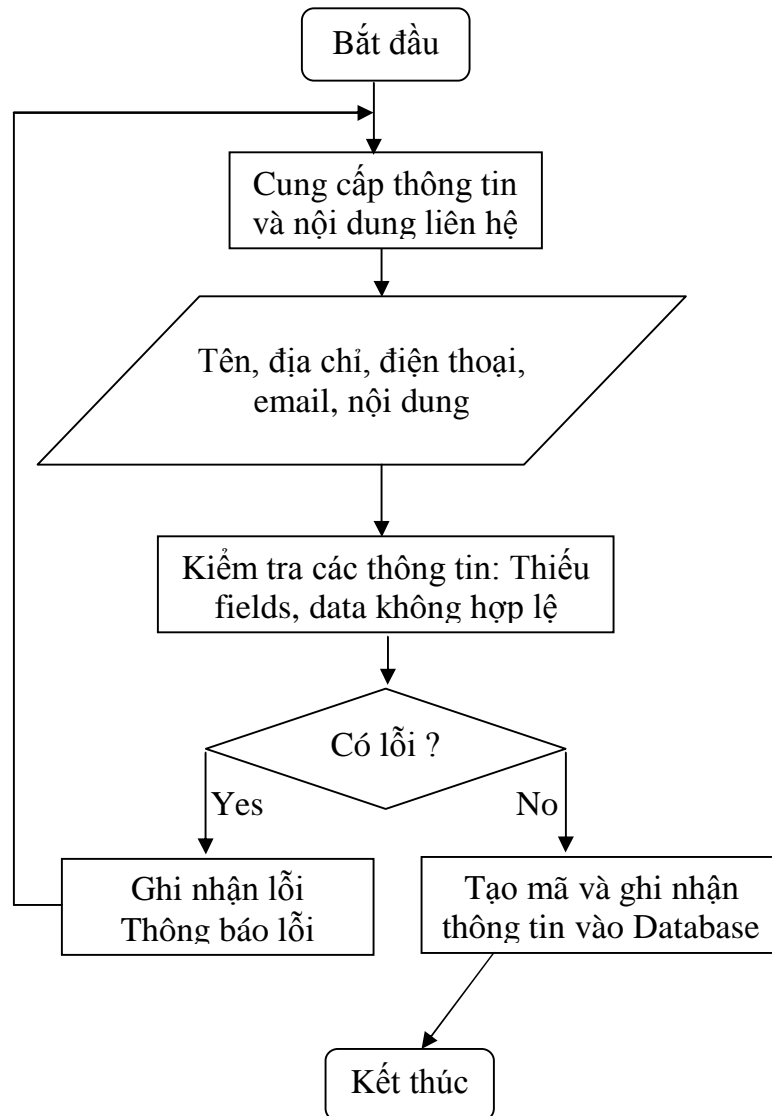 Bắt đầu
Cung cấp thông tin
và nội dung liên hệ
Tên, địa chỉ, điện thoại,
email, nội dung
Kiểm tra các thông tin: Thiếu
fields, data không hợp lệ
Có lỗi ?
Yes
No
Ghi nhận lỗi
Thông báo lỗi
Tạo mã và ghi nhận
thông tin vào Database
Kết thúc